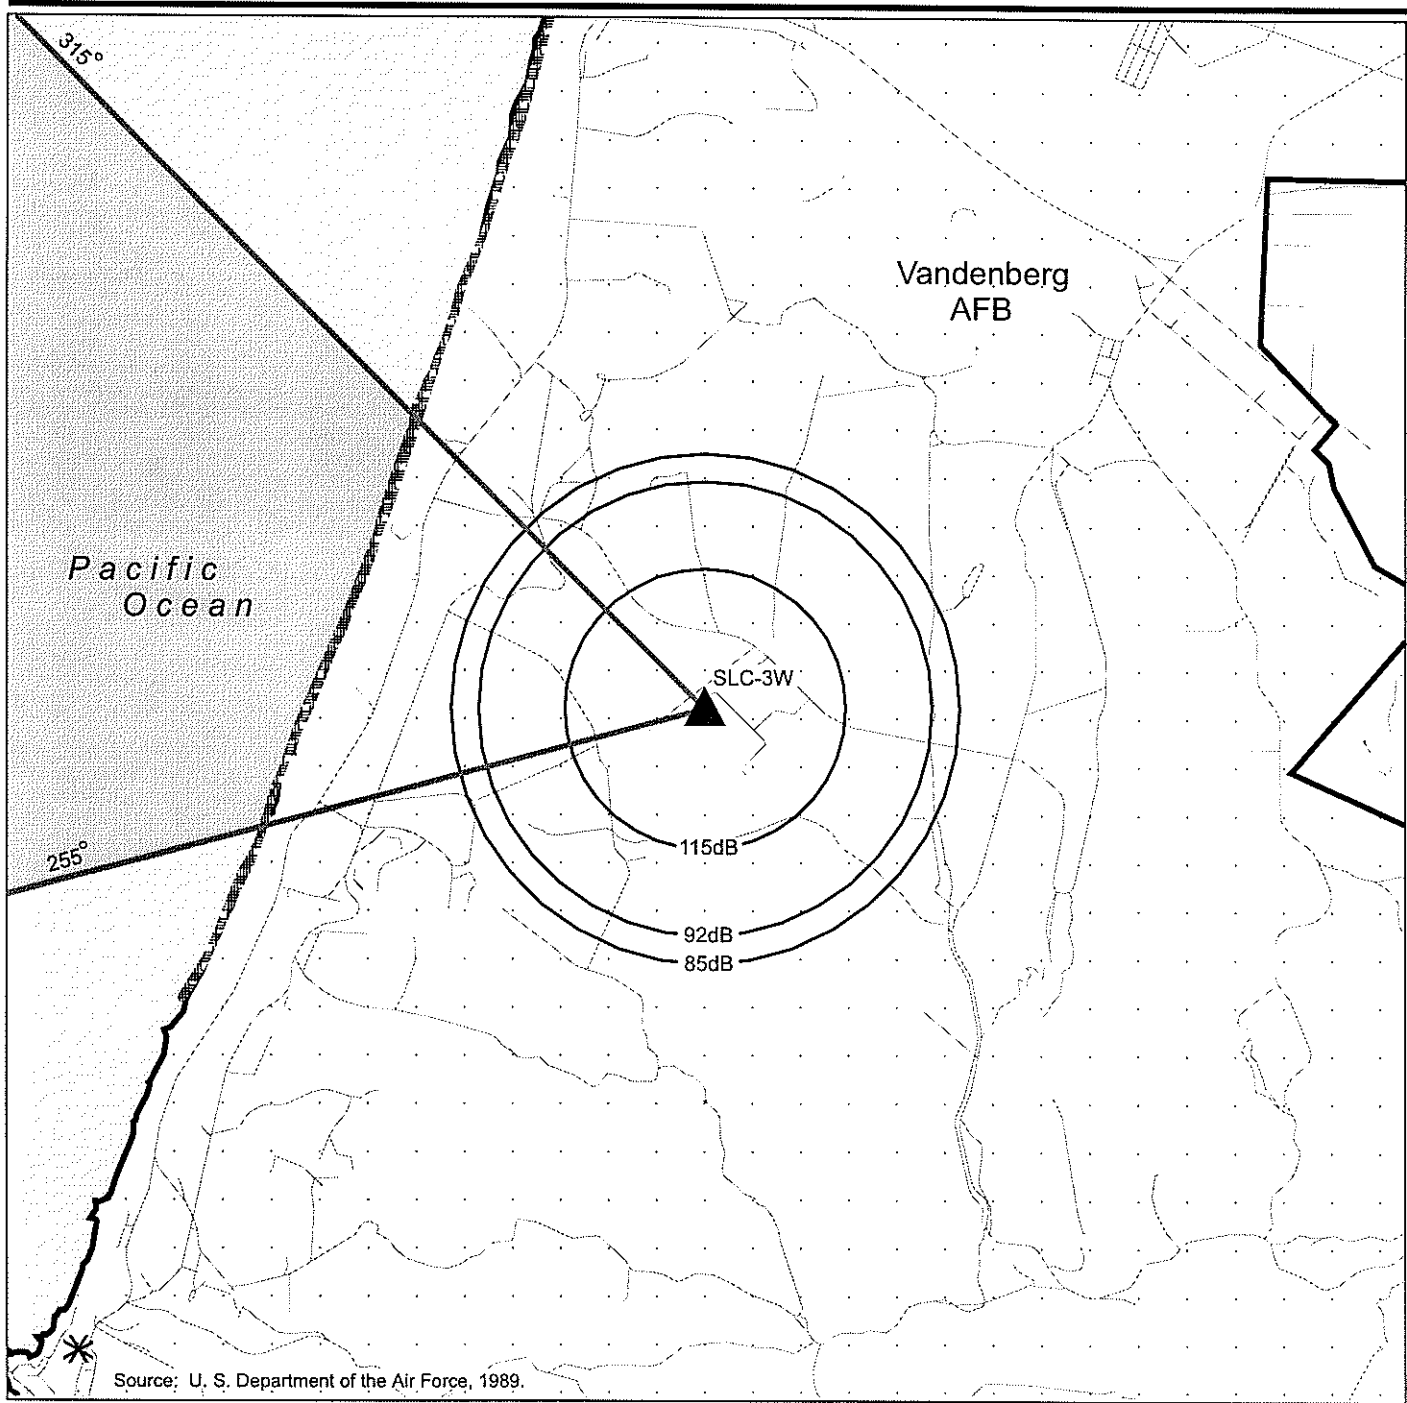 315°
Vandenberg
AFB
Pacific
Ocean
SLC-3W
115dB
255°
92dB
85dB
Source: U. S. Department of the Air Force, 1989.